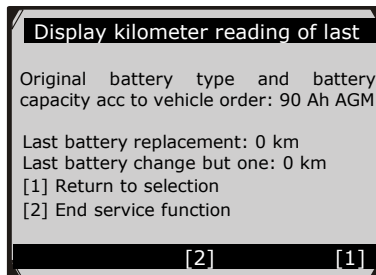 Display kilometer reading of last
Original battery type and battery
capacity acc to vehicle order: 90 Ah AGM
Last battery replacement: 0 km
Last battery change but one: 0 km
[1] Return to selection
[2] End service function
[2] [1]